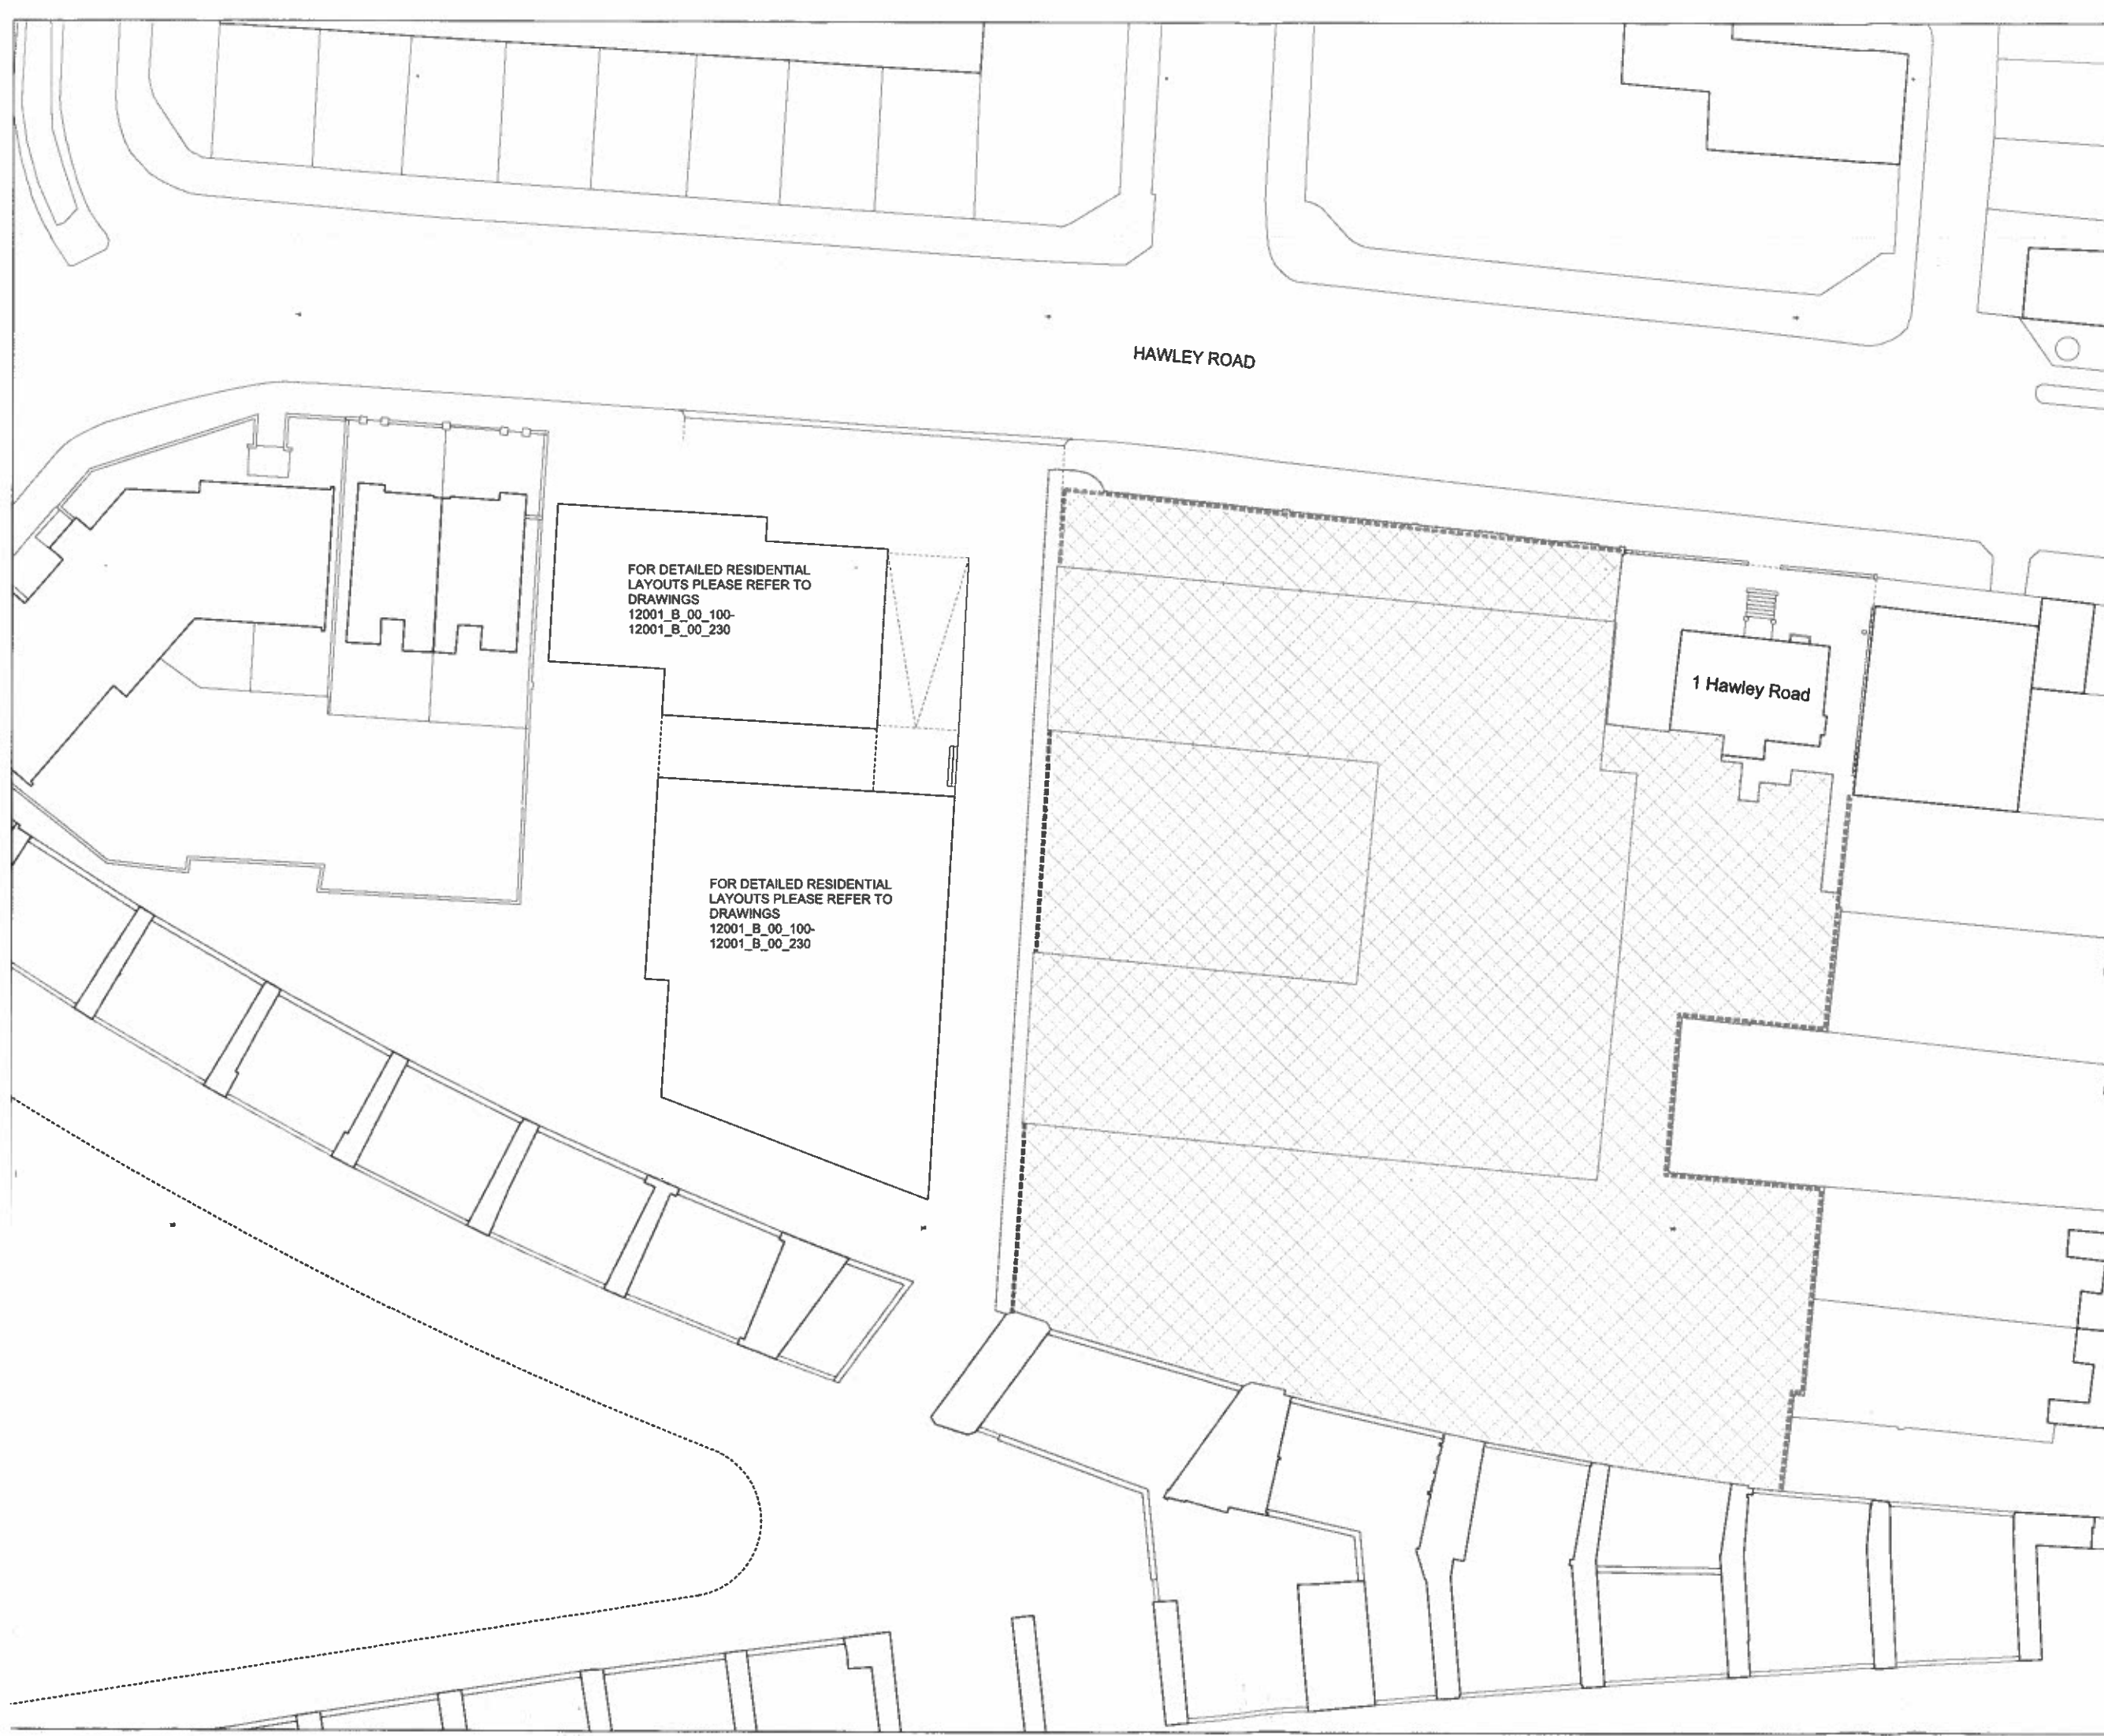 HAWLEY ROAD
FOR DETAILED RESIDENTIAL
LAYOUTS PLEASE REFER TO
DRAWINGS
12001_B_00_100-
12001_B_00_230
1 Hawley Road
FOR DETAILED RESIDENTIAL
LAYOUTS PLEASE REFER TO
DRAWINGS
12001_B_00_100-
12001_B_00_230